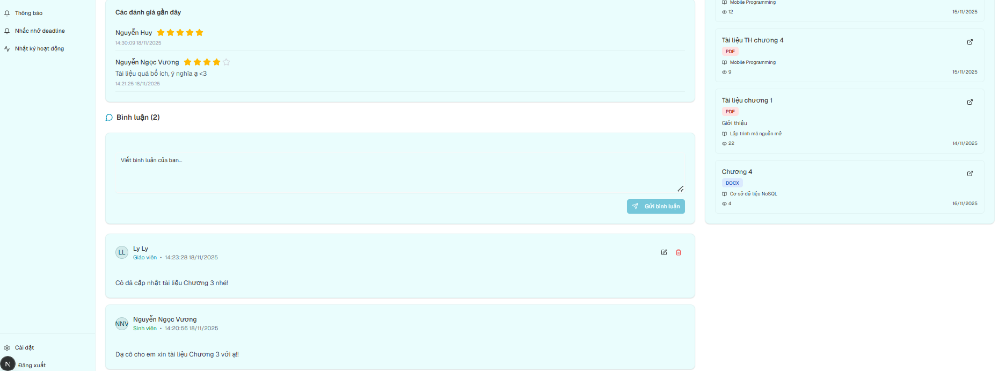 Thông báo
Nhắc nhở deadline
Nhật ký hoạt động
Cài đặt
N
Đăng xuất
Các đánh giá gần đây
Nguyễn Huy
14:30:09 18/11/2025
Nguyễn Ngọc Vương
Tài liệu quá bổ ích, ý nghĩa ạ <3
14:21:25 18/11/2025
Bình luận (2)
Viết bình luận của bạn...
Gửi bình luận
LL
Ly Ly
Giáo viên • 14:23:28 18/11/2025
Cô đã cập nhật tài liệu Chương 3 nhé!
NNV
Nguyễn Ngọc Vương
Sinh viên • 14:20:56 18/11/2025
Dạ cô cho em xin tài liệu Chương 3 với ạ!!
Mobile Programming
12 15/11/2025
Tài liệu TH chương 4
PDF
Mobile Programming
9 15/11/2025
Tài liệu chương 1
PDF
Giới thiệu
Lập trình mã nguồn mở
22 14/11/2025
Chương 4
DOCX
Cơ sở dữ liệu NoSQL
4 16/11/2025